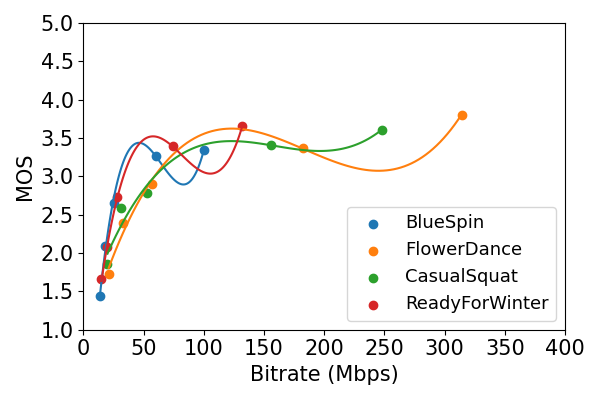 5.0
4.5
4.0
3.5
3.0
2.5
2.0
1.5
1.0
MOS
BlueSpin
FlowerDance
CasualSquat
ReadyForWinter
0 50 100 150 200 250 300 350 400
Bitrate (Mbps)